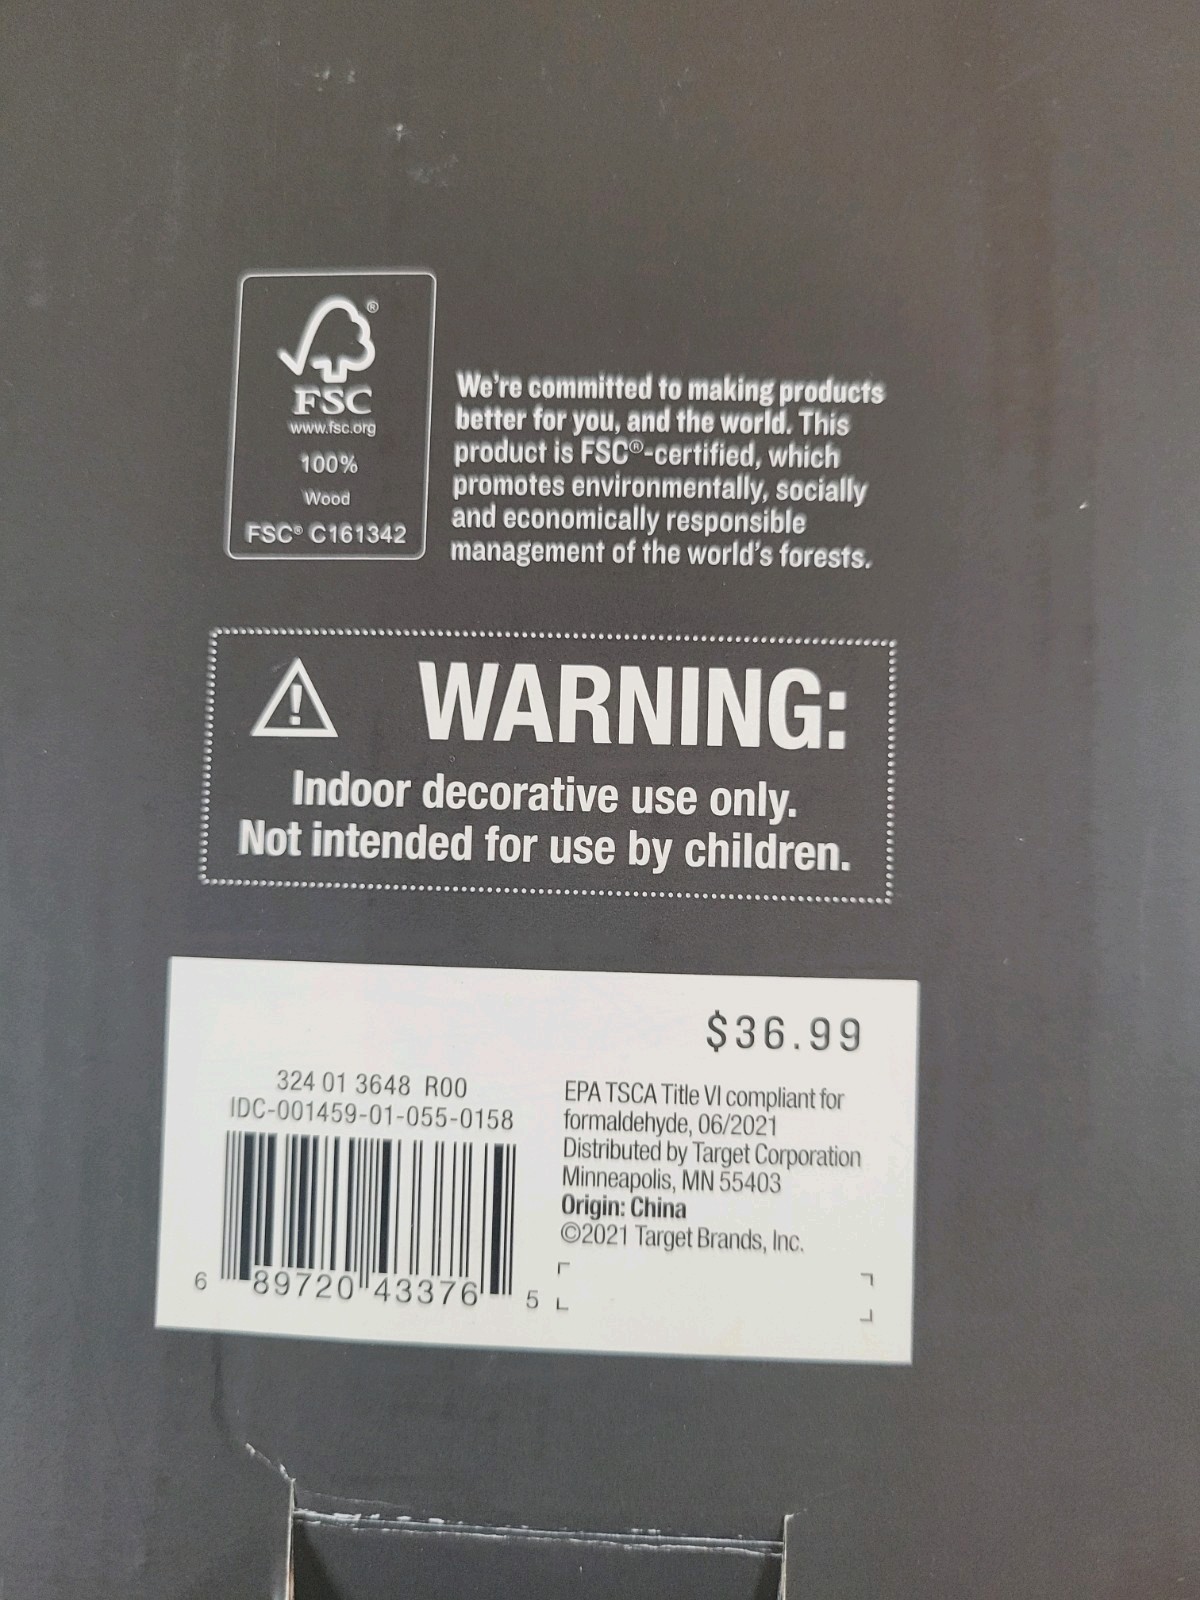 ®
FSC
www.fsc.org
100%
Wood
FSC® C161342
We're committed to making products
better for you, and the world. This
product is FSC®-certified, which
promotes environmentally, socially
and economically responsible
management of the world's forests.
WARNING:
Indoor decorative use only.
Not intended for use by children.
$36.99
324 01 3648 R00
IDC-001459-01-055-0158
6 89720 43376 5
EPA TSCA Title VI compliant for
formaldehyde, 06/2021
Distributed by Target Corporation
Minneapolis, MN 55403
Origin: China
©2021 Target Brands, Inc.